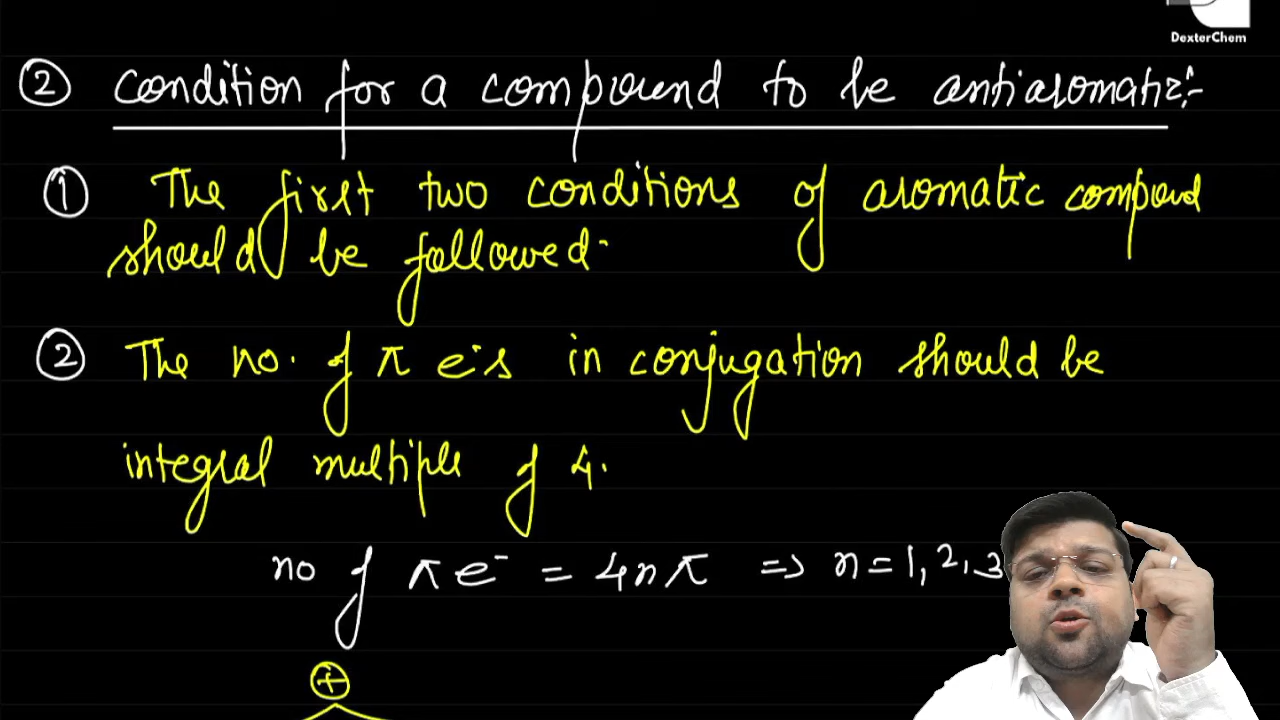 DexterChem
② condition for a compound to be antiaromatic:-
① The first two conditions of aromatic compound
should be followed.
② The no. of π e⁻s in conjugation should be
integral multiple of 4.
no of π e⁻ = 4nπ ⇒ n = 1, 2, 3
⊕